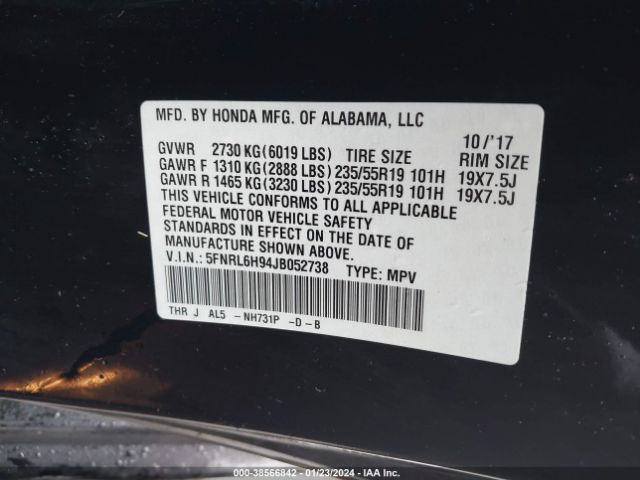 MFD. BY HONDA MFG. OF ALABAMA, LLC
10/'17
GVWR 2730 KG(6019 LBS) TIRE SIZE RIM SIZE
GAWR F 1310 KG(2888 LBS)235/55R19 101H 19X7.5J
GAWR R 1465 KG(3230 LBS)235/55R19 101H 19X7.5J
THIS VEHICLE CONFORMS TO ALL APPLICABLE
FEDERAL MOTOR VEHICLE SAFETY
STANDARDS IN EFFECT ON THE DATE OF
MANUFACTURE SHOWN ABOVE.
V.I.N.: 5FNRL6H94JB052738 TYPE: MPV
THR J AL5 -NH731P -D-B
000-38566842 - 01/23/2024 - IAA Inc.